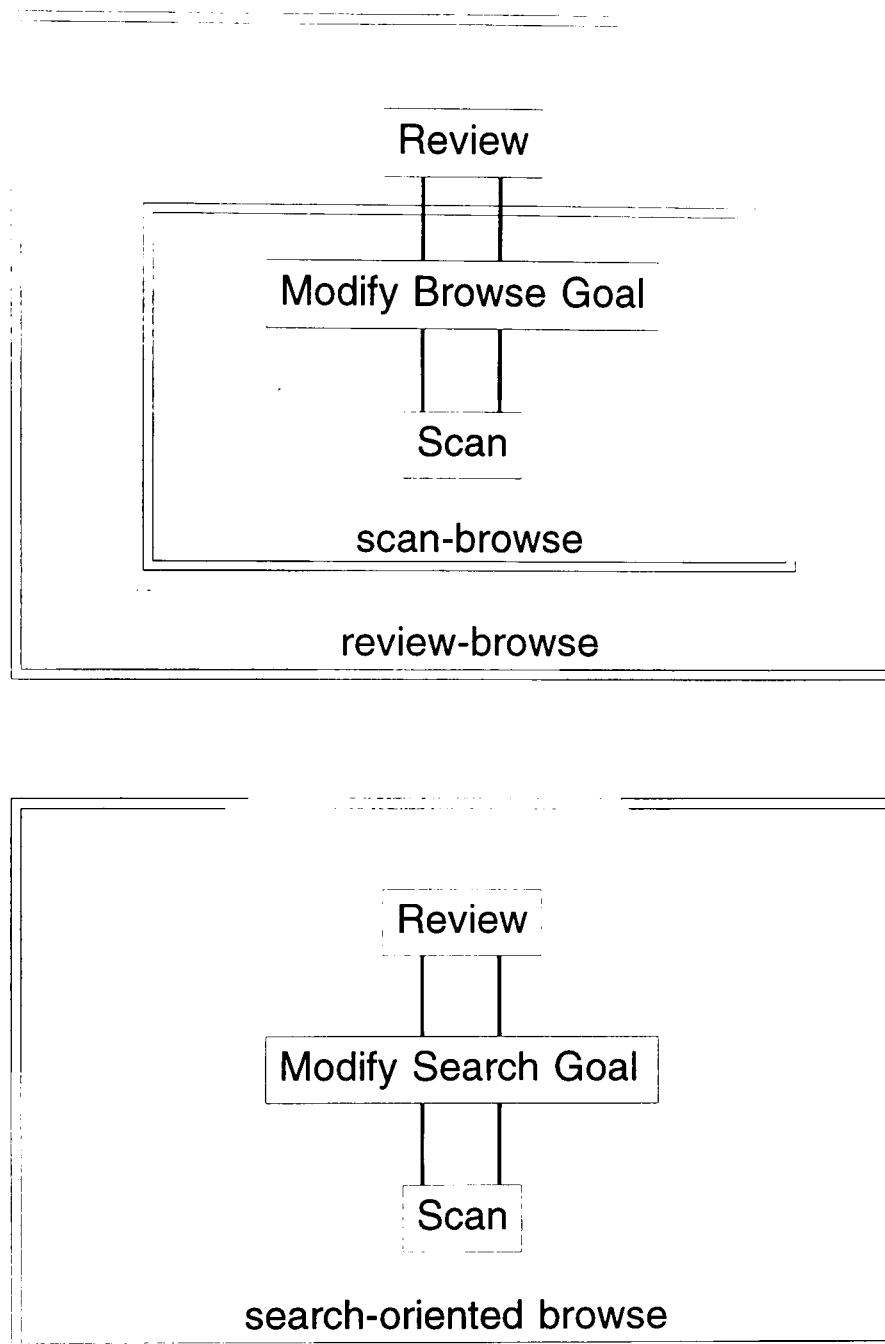 Review
Modify Browse Goal
Scan
scan-browse
review-browse
Review
Modify Search Goal
Scan
search-oriented browse